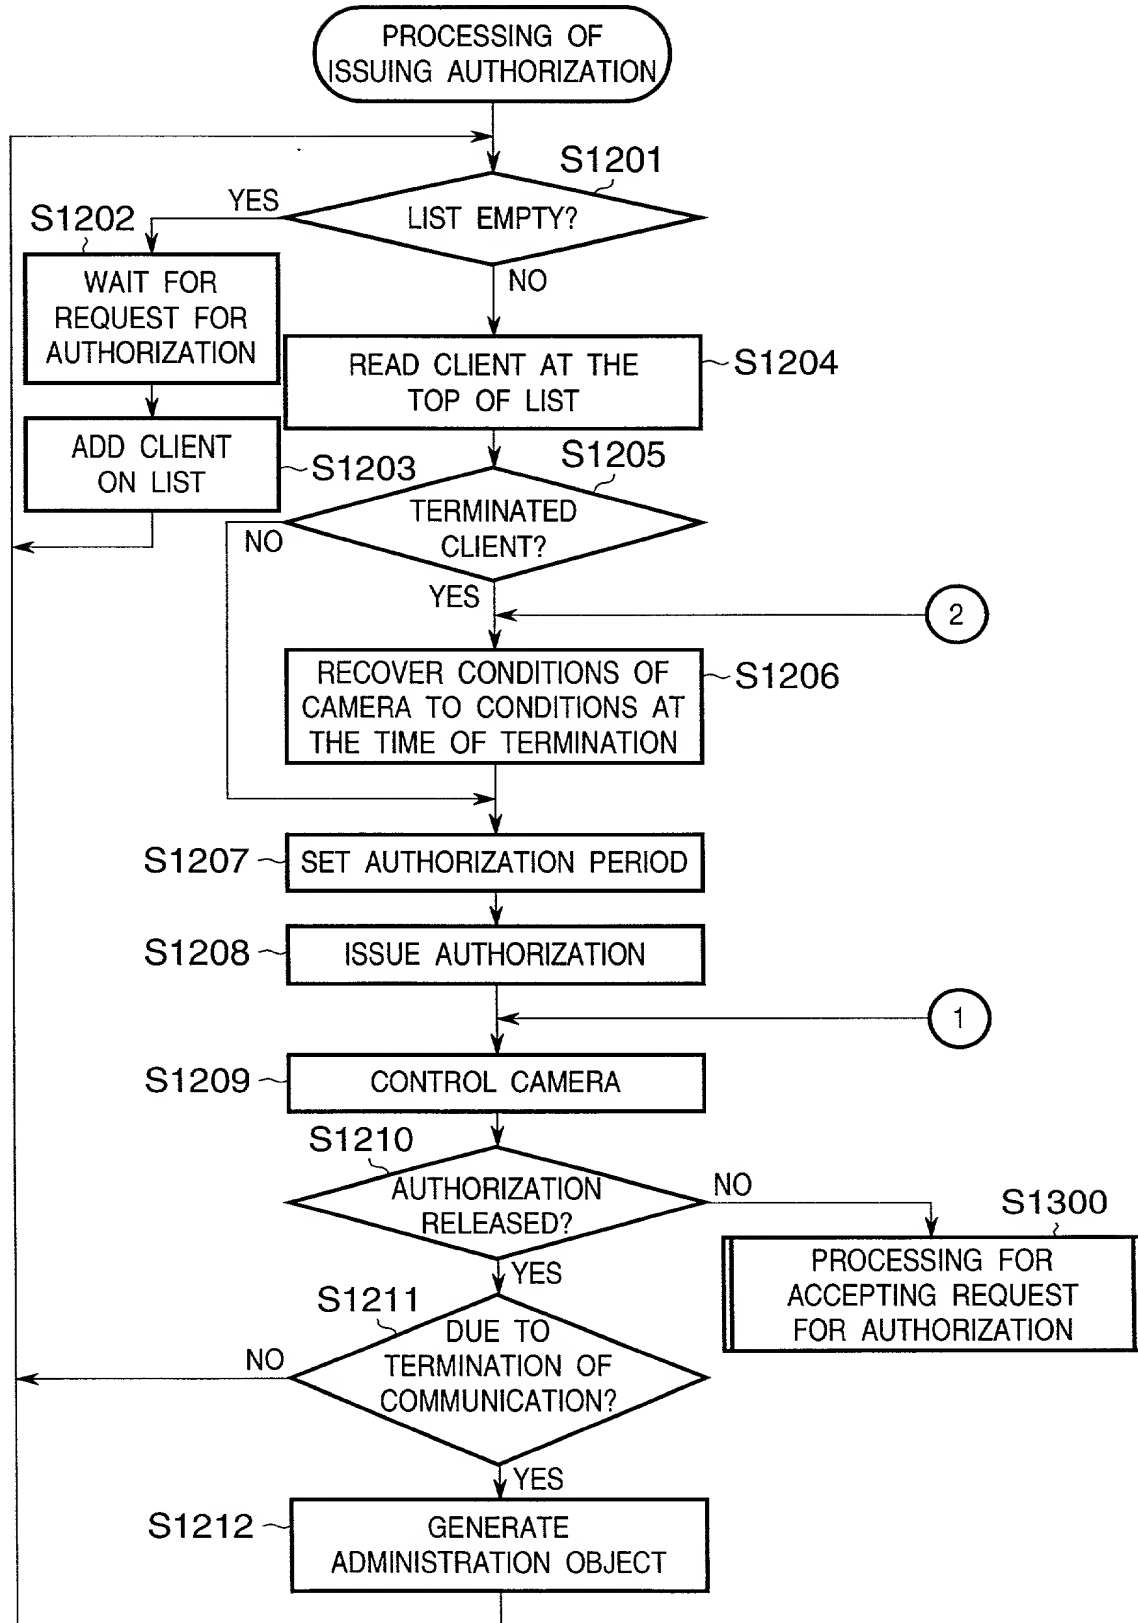 PROCESSING OF
ISSUING AUTHORIZATION
S1201
YES
LIST EMPTY?
S1202
NO
WAIT FOR
REQUEST FOR
AUTHORIZATION
READ CLIENT AT THE
TOP OF LIST
S1204
ADD CLIENT
ON LIST
S1203
S1205
TERMINATED
CLIENT?
NO
YES
2
RECOVER CONDITIONS OF
CAMERA TO CONDITIONS AT
THE TIME OF TERMINATION
S1206
S1207
SET AUTHORIZATION PERIOD
S1208
ISSUE AUTHORIZATION
1
S1209
CONTROL CAMERA
S1210
AUTHORIZATION
RELEASED?
NO
YES
S1300
PROCESSING FOR
ACCEPTING REQUEST
FOR AUTHORIZATION
S1211
DUE TO
TERMINATION OF
COMMUNICATION?
NO
YES
S1212
GENERATE
ADMINISTRATION OBJECT